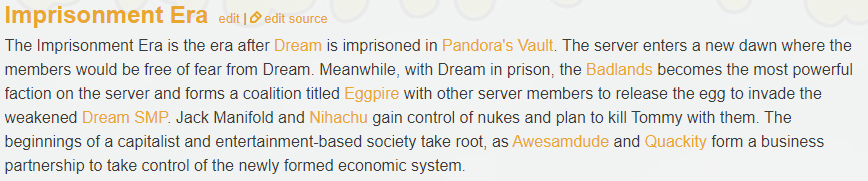 Imprisonment Era edit | edit source
The Imprisonment Era is the era after Dream is imprisoned in Pandora's Vault. The server enters a new dawn where the
members would be free of fear from Dream. Meanwhile, with Dream in prison, the Badlands becomes the most powerful
faction on the server and forms a coalition titled Eggpire with other server members to release the egg to invade the
weakened Dream SMP. Jack Manifold and Nihachu gain control of nukes and plan to kill Tommy with them. The
beginnings of a capitalist and entertainment-based society take root, as Awesamdude and Quackity form a business
partnership to take control of the newly formed economic system.